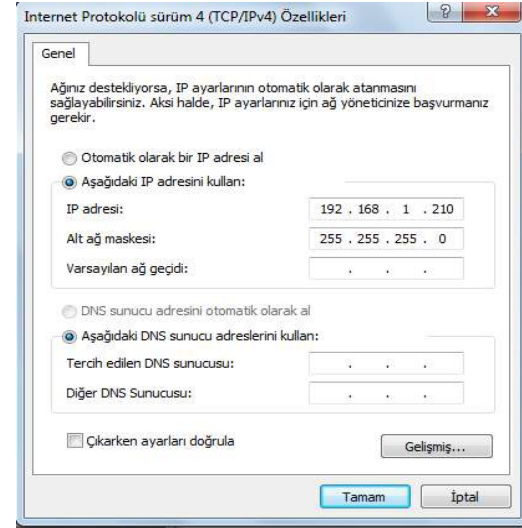 Internet Protokolü sürüm 4 (TCP/IPv4) Özellikleri
Genel
Ağınız destekliyorsa, IP ayarlarının otomatik olarak atanmasını
sağlayabilirsiniz. Aksi halde, IP ayarlarınız için ağ yöneticinize başvurmanız
gerekir.
Otomatik olarak bir IP adresi al
Aşağıdaki IP adresini kullan:
IP adresi: 192 . 168 . 1 . 210
Alt ağ maskesi: 255 . 255 . 255 . 0
Varsayılan ağ geçidi: . . .
DNS sunucu adresini otomatik olarak al
Aşağıdaki DNS sunucu adreslerini kullan:
Tercih edilen DNS sunucusu: . . .
Diğer DNS Sunucusu: . . .
Çıkarken ayarları doğrula
Gelişmiş...
Tamam İptal